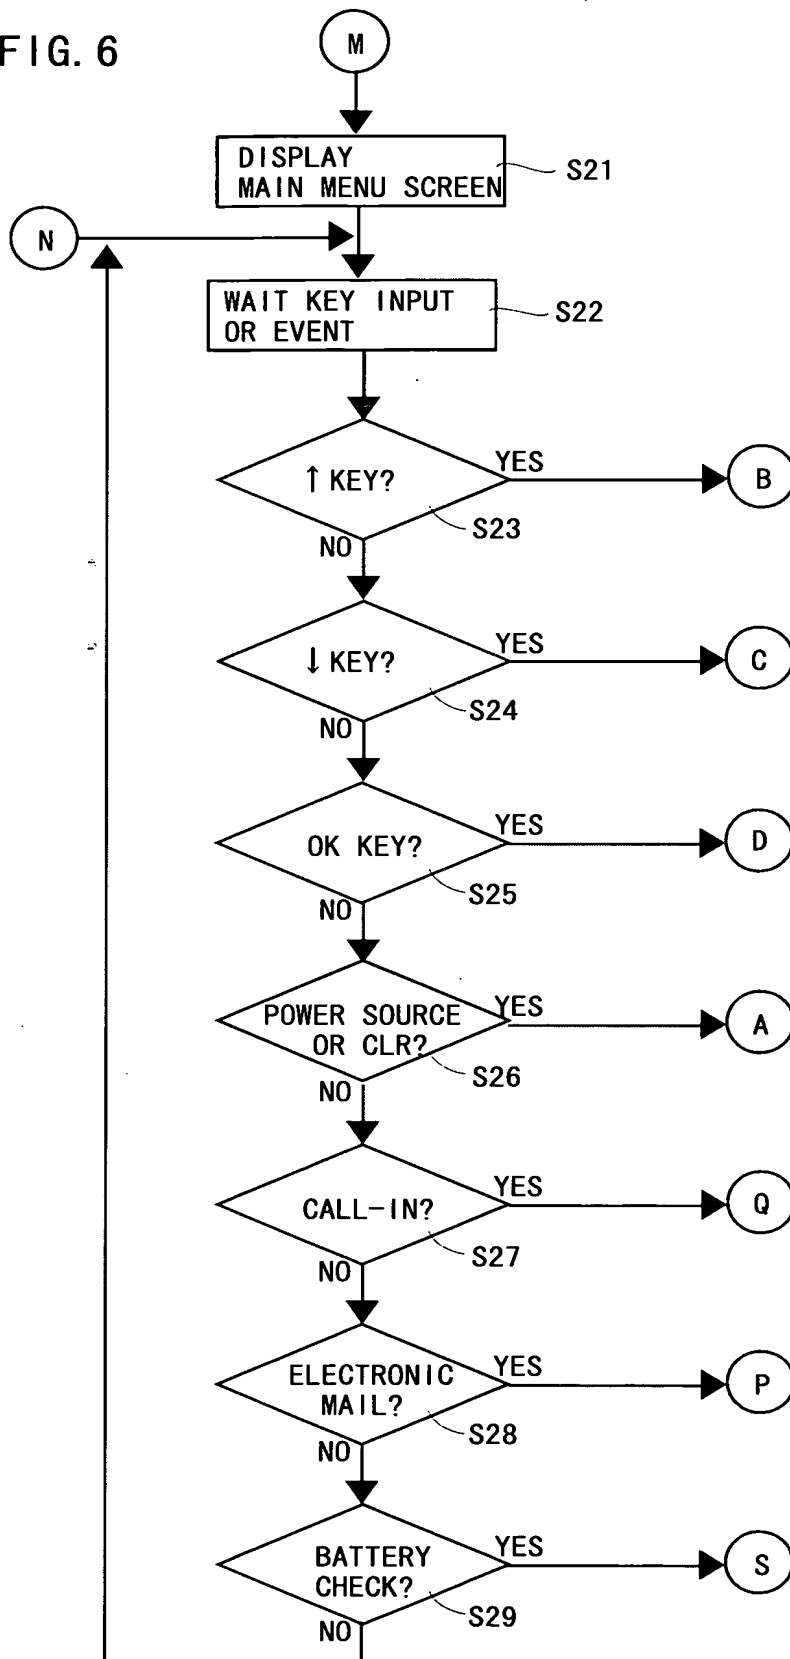 FIG. 6
M
DISPLAY
MAIN MENU SCREEN
S21
N
WAIT KEY INPUT
OR EVENT
S22
↑ KEY?
YES
B
S23
NO
↓ KEY?
YES
C
S24
NO
OK KEY?
YES
D
S25
NO
POWER SOURCE
OR CLR?
YES
A
S26
NO
CALL-IN?
YES
Q
S27
NO
ELECTRONIC
MAIL?
YES
P
S28
NO
BATTERY
CHECK?
YES
S
S29
NO